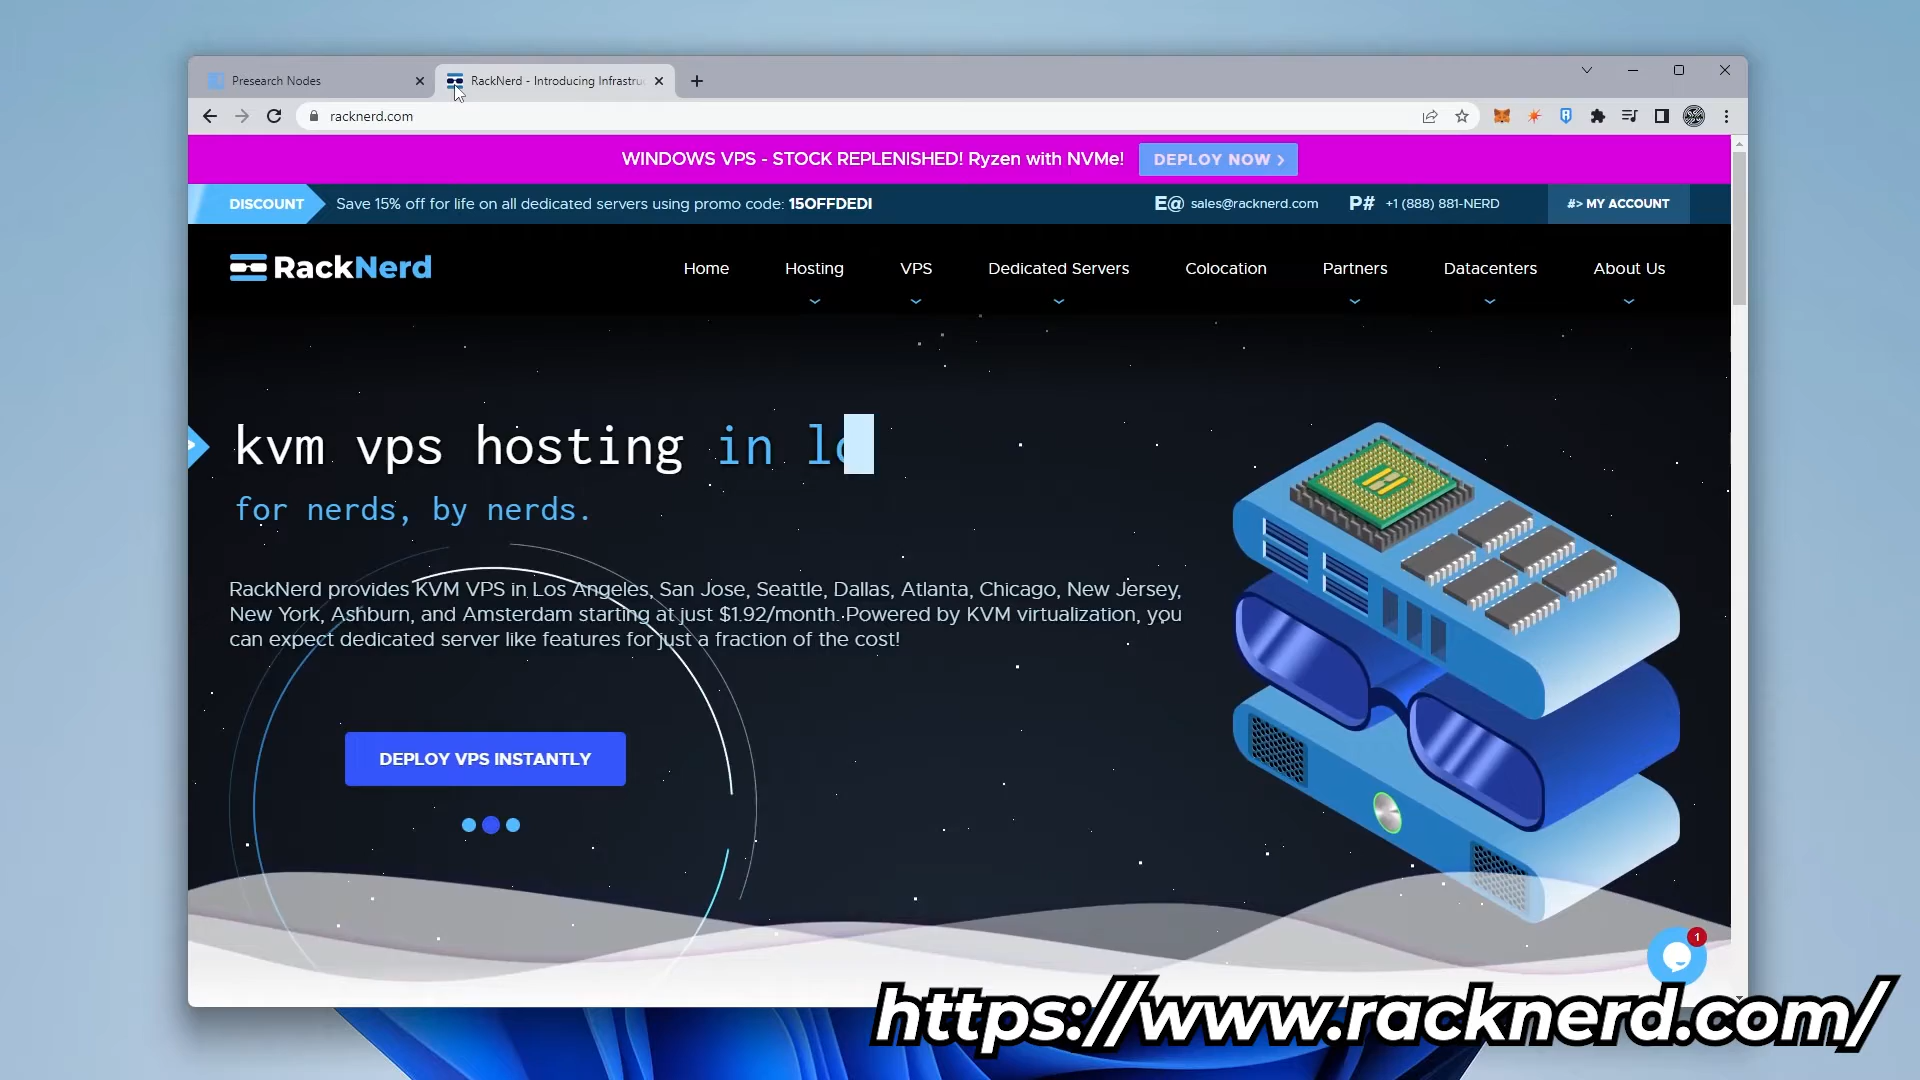 Presearch Nodes
RackNerd - Introducing Infrastru
racknerd.com
WINDOWS VPS - STOCK REPLENISHED! Ryzen with NVMe! DEPLOY NOW
DISCOUNT Save 15% off for life on all dedicated servers using promo code: 15OFFDEDI E@ sales@racknerd.com P# +1 (888) 881-NERD #> MY ACCOUNT
RackNerd Home Hosting VPS Dedicated Servers Colocation Partners Datacenters About Us
kvm vps hosting in lo
for nerds, by nerds.
RackNerd provides KVM VPS in Los Angeles, San Jose, Seattle, Dallas, Atlanta, Chicago, New Jersey,
New York, Ashburn, and Amsterdam starting at just $1.92/month. Powered by KVM virtualization, you
can expect dedicated server like features for just a fraction of the cost!
DEPLOY VPS INSTANTLY
1
https://www.racknerd.com/